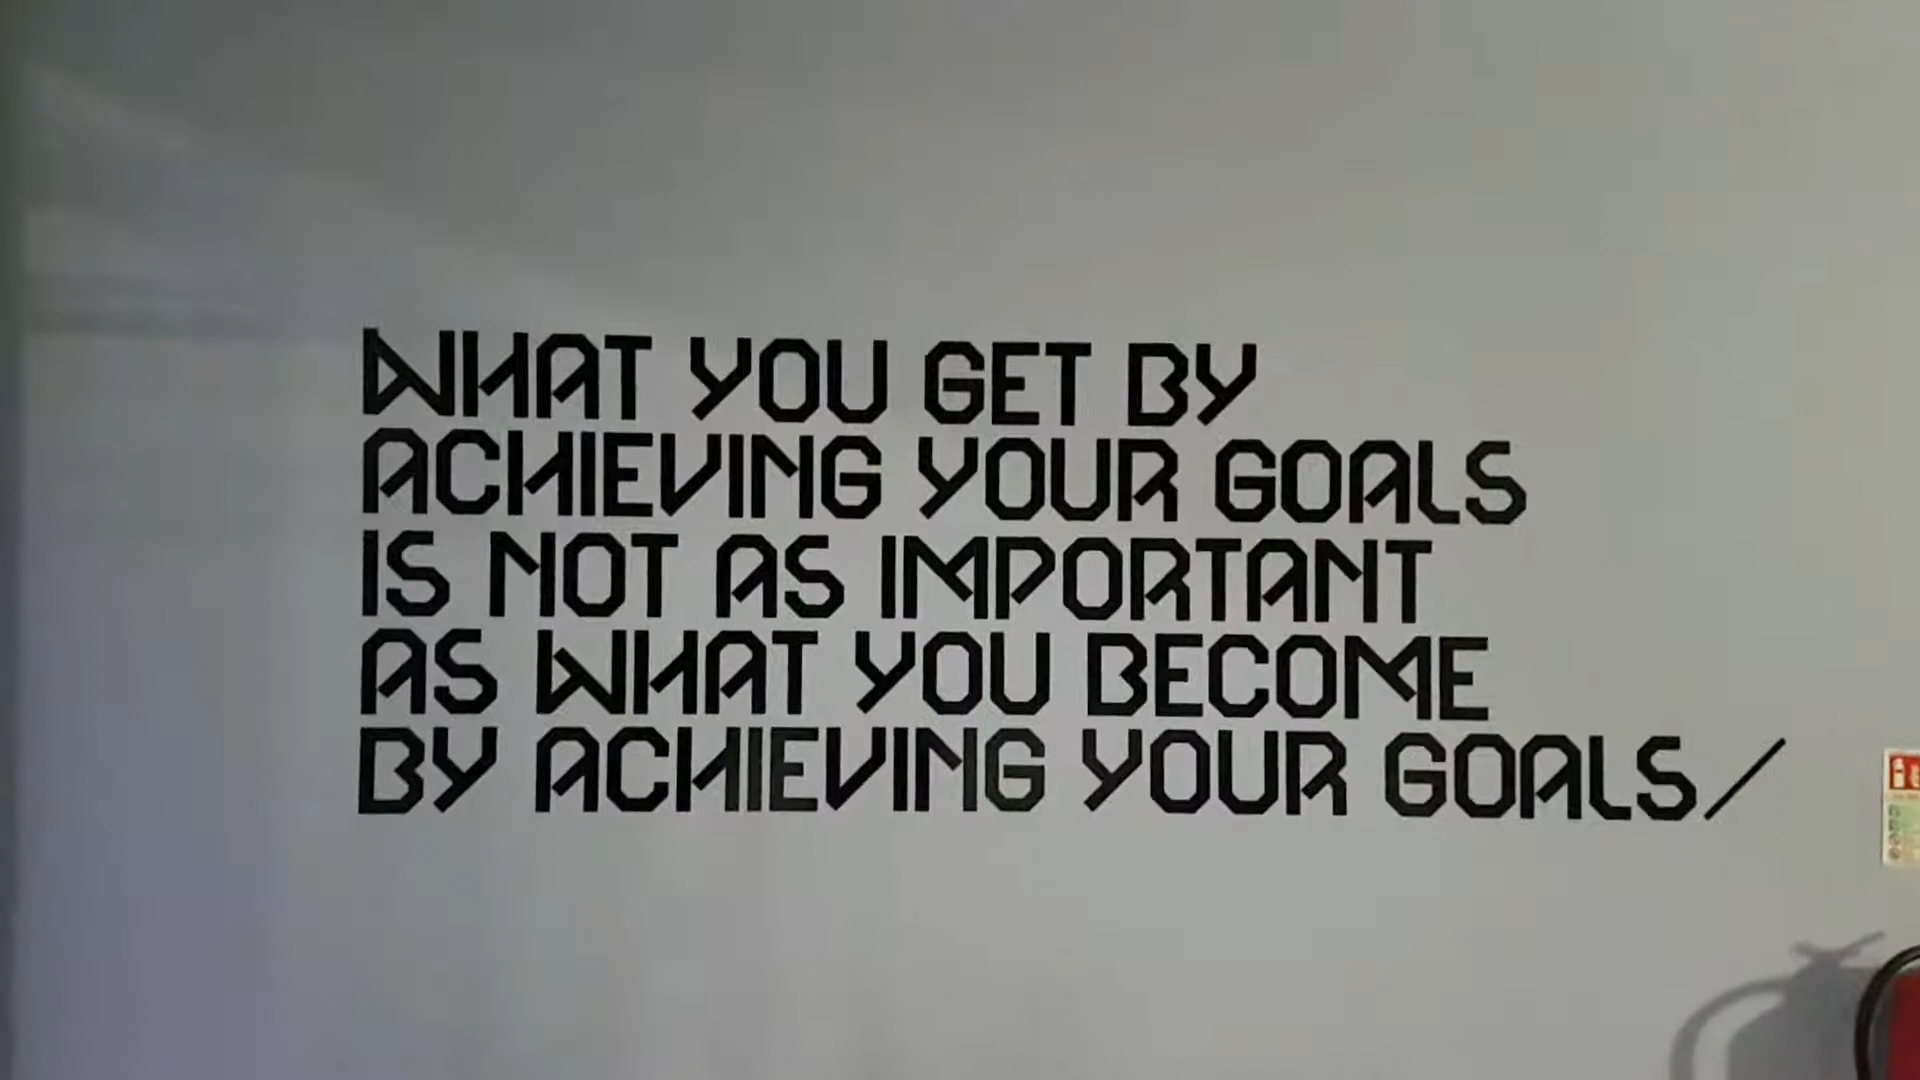 WHAT YOU GET BY
ACHIEVING YOUR GOALS
IS NOT AS IMPORTANT
AS WHAT YOU BECOME
BY ACHIEVING YOUR GOALS/